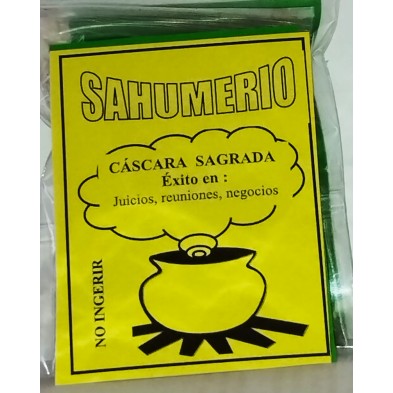 SAHUMERIO
CÁSCARA SAGRADA
Éxito en :
Juicios, reuniones, negocios
NO INGERIR